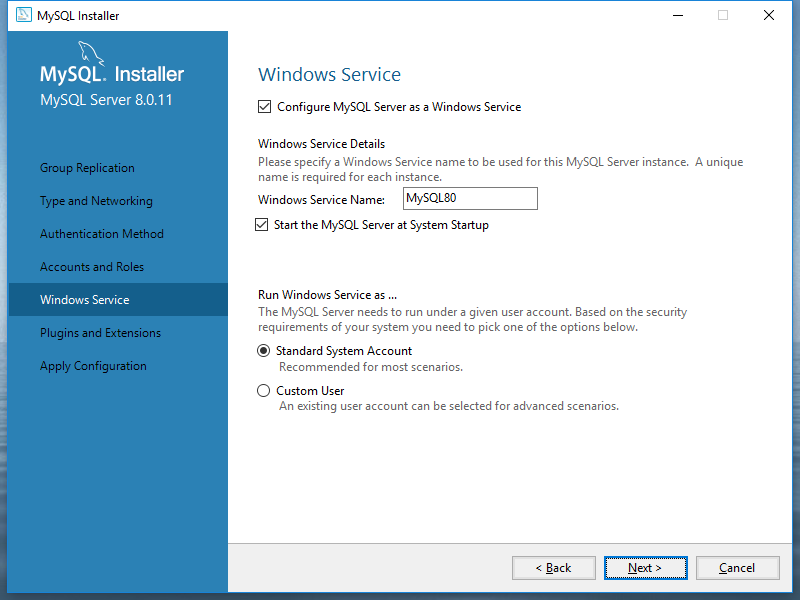 MySQL Installer
MySQL. Installer
MySQL Server 8.0.11
Group Replication
Type and Networking
Authentication Method
Accounts and Roles
Windows Service
Plugins and Extensions
Apply Configuration
Windows Service
Configure MySQL Server as a Windows Service
Windows Service Details
Please specify a Windows Service name to be used for this MySQL Server instance. A unique
name is required for each instance.
Windows Service Name: MySQL80
Start the MySQL Server at System Startup
Run Windows Service as ...
The MySQL Server needs to run under a given user account. Based on the security
requirements of your system you need to pick one of the options below.
Standard System Account
Recommended for most scenarios.
Custom User
An existing user account can be selected for advanced scenarios.
< Back Next > Cancel